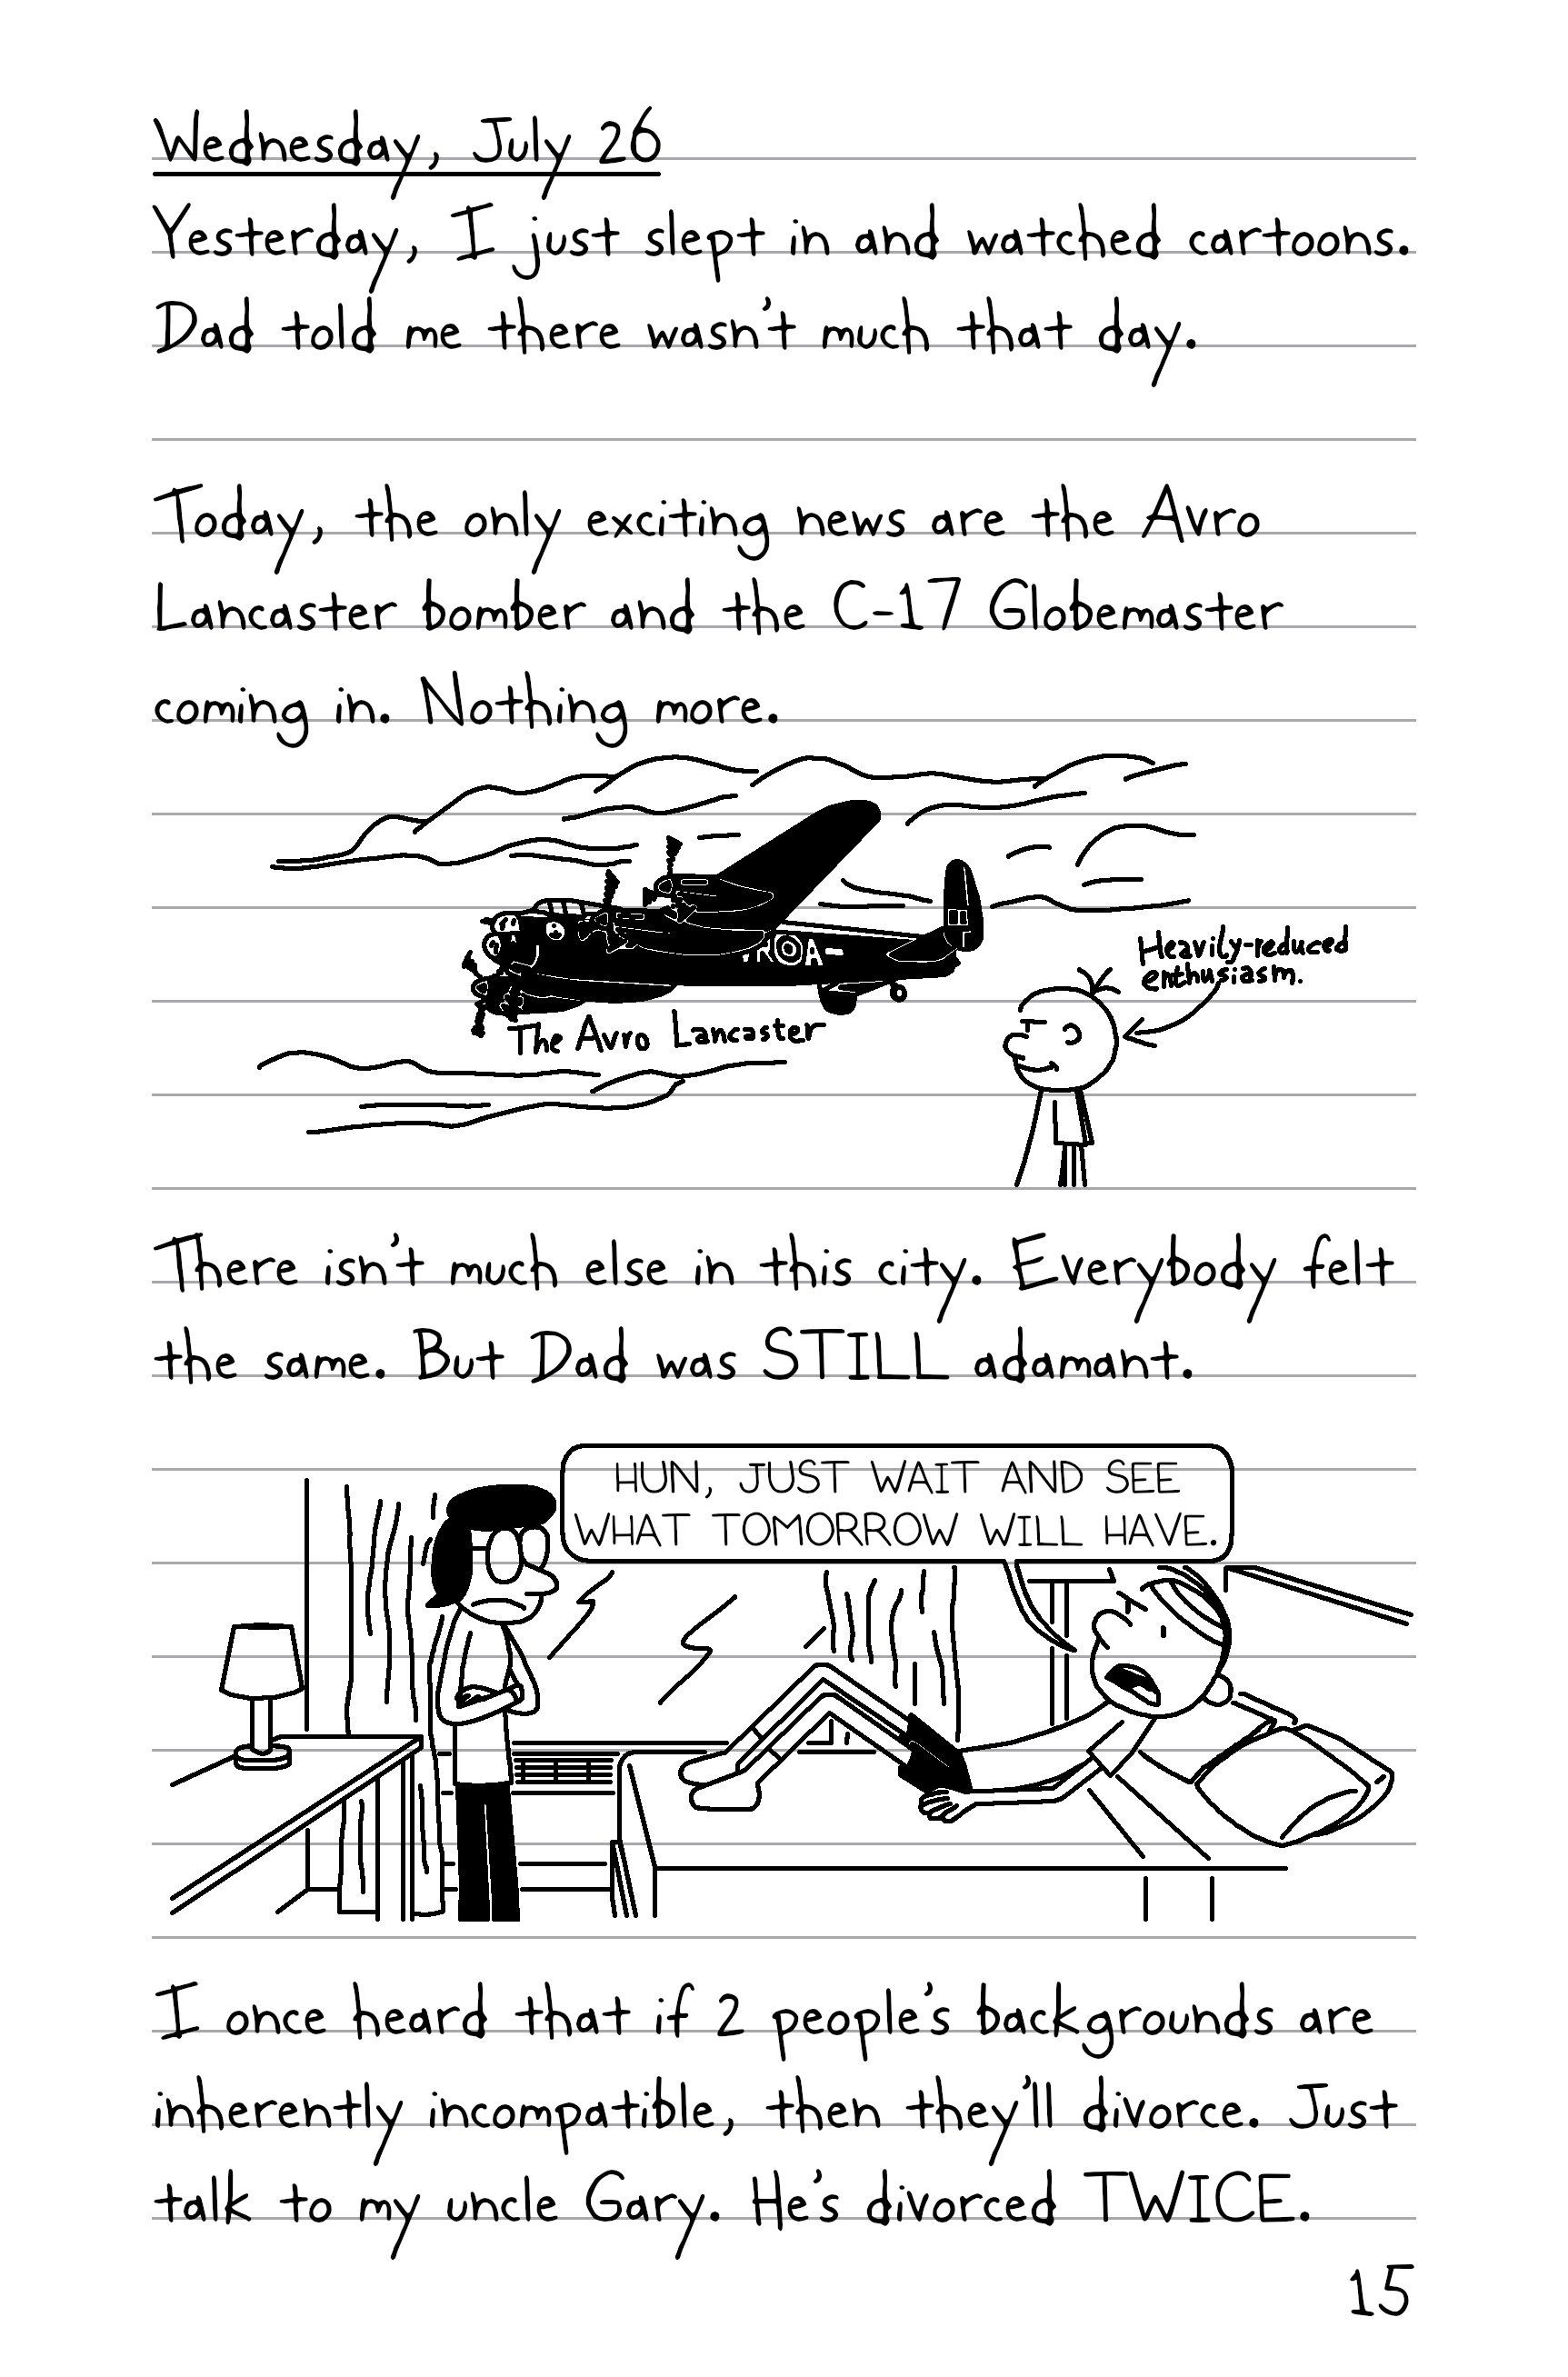 Wednesday, July 26
Yesterday, I just slept in and watched cartoons.
Dad told me there wasn't much that day.
Today, the only exciting news are the Avro
Lancaster bomber and the C-17 Globemaster
coming in. Nothing more.
VR A-
Heavily-reduced
enthusiasm.
The Avro Lancaster
There isn't much else in this city. Everybody felt
the same. But Dad was STILL adamant.
HUN, JUST WAIT AND SEE
WHAT TOMORROW WILL HAVE.
I once heard that if 2 people's backgrounds are
inherently incompatible, then they'll divorce. Just
talk to my uncle Gary. He's divorced TWICE.
15